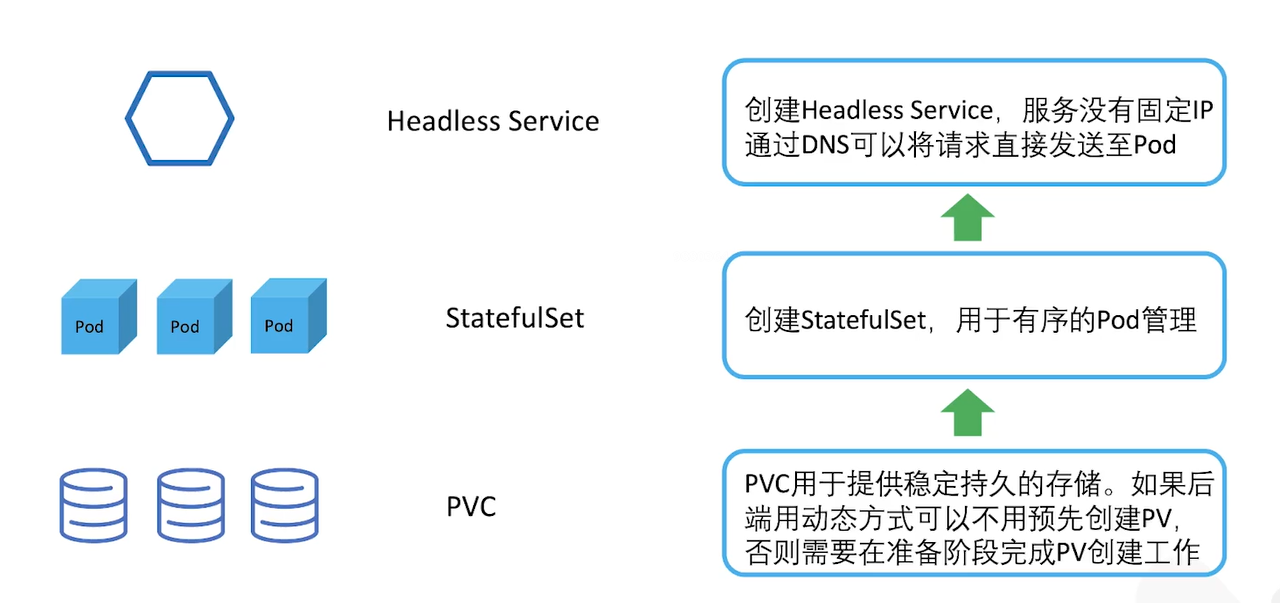 Headless Service
创建Headless Service，服务没有固定IP
通过DNS可以将请求直接发送至Pod
Pod
Pod
Pod
StatefulSet
创建StatefulSet，用于有序的Pod管理
PVC
PVC用于提供稳定持久的存储。如果后
端用动态方式可以不用预先创建PV，
否则需要在准备阶段完成PV创建工作